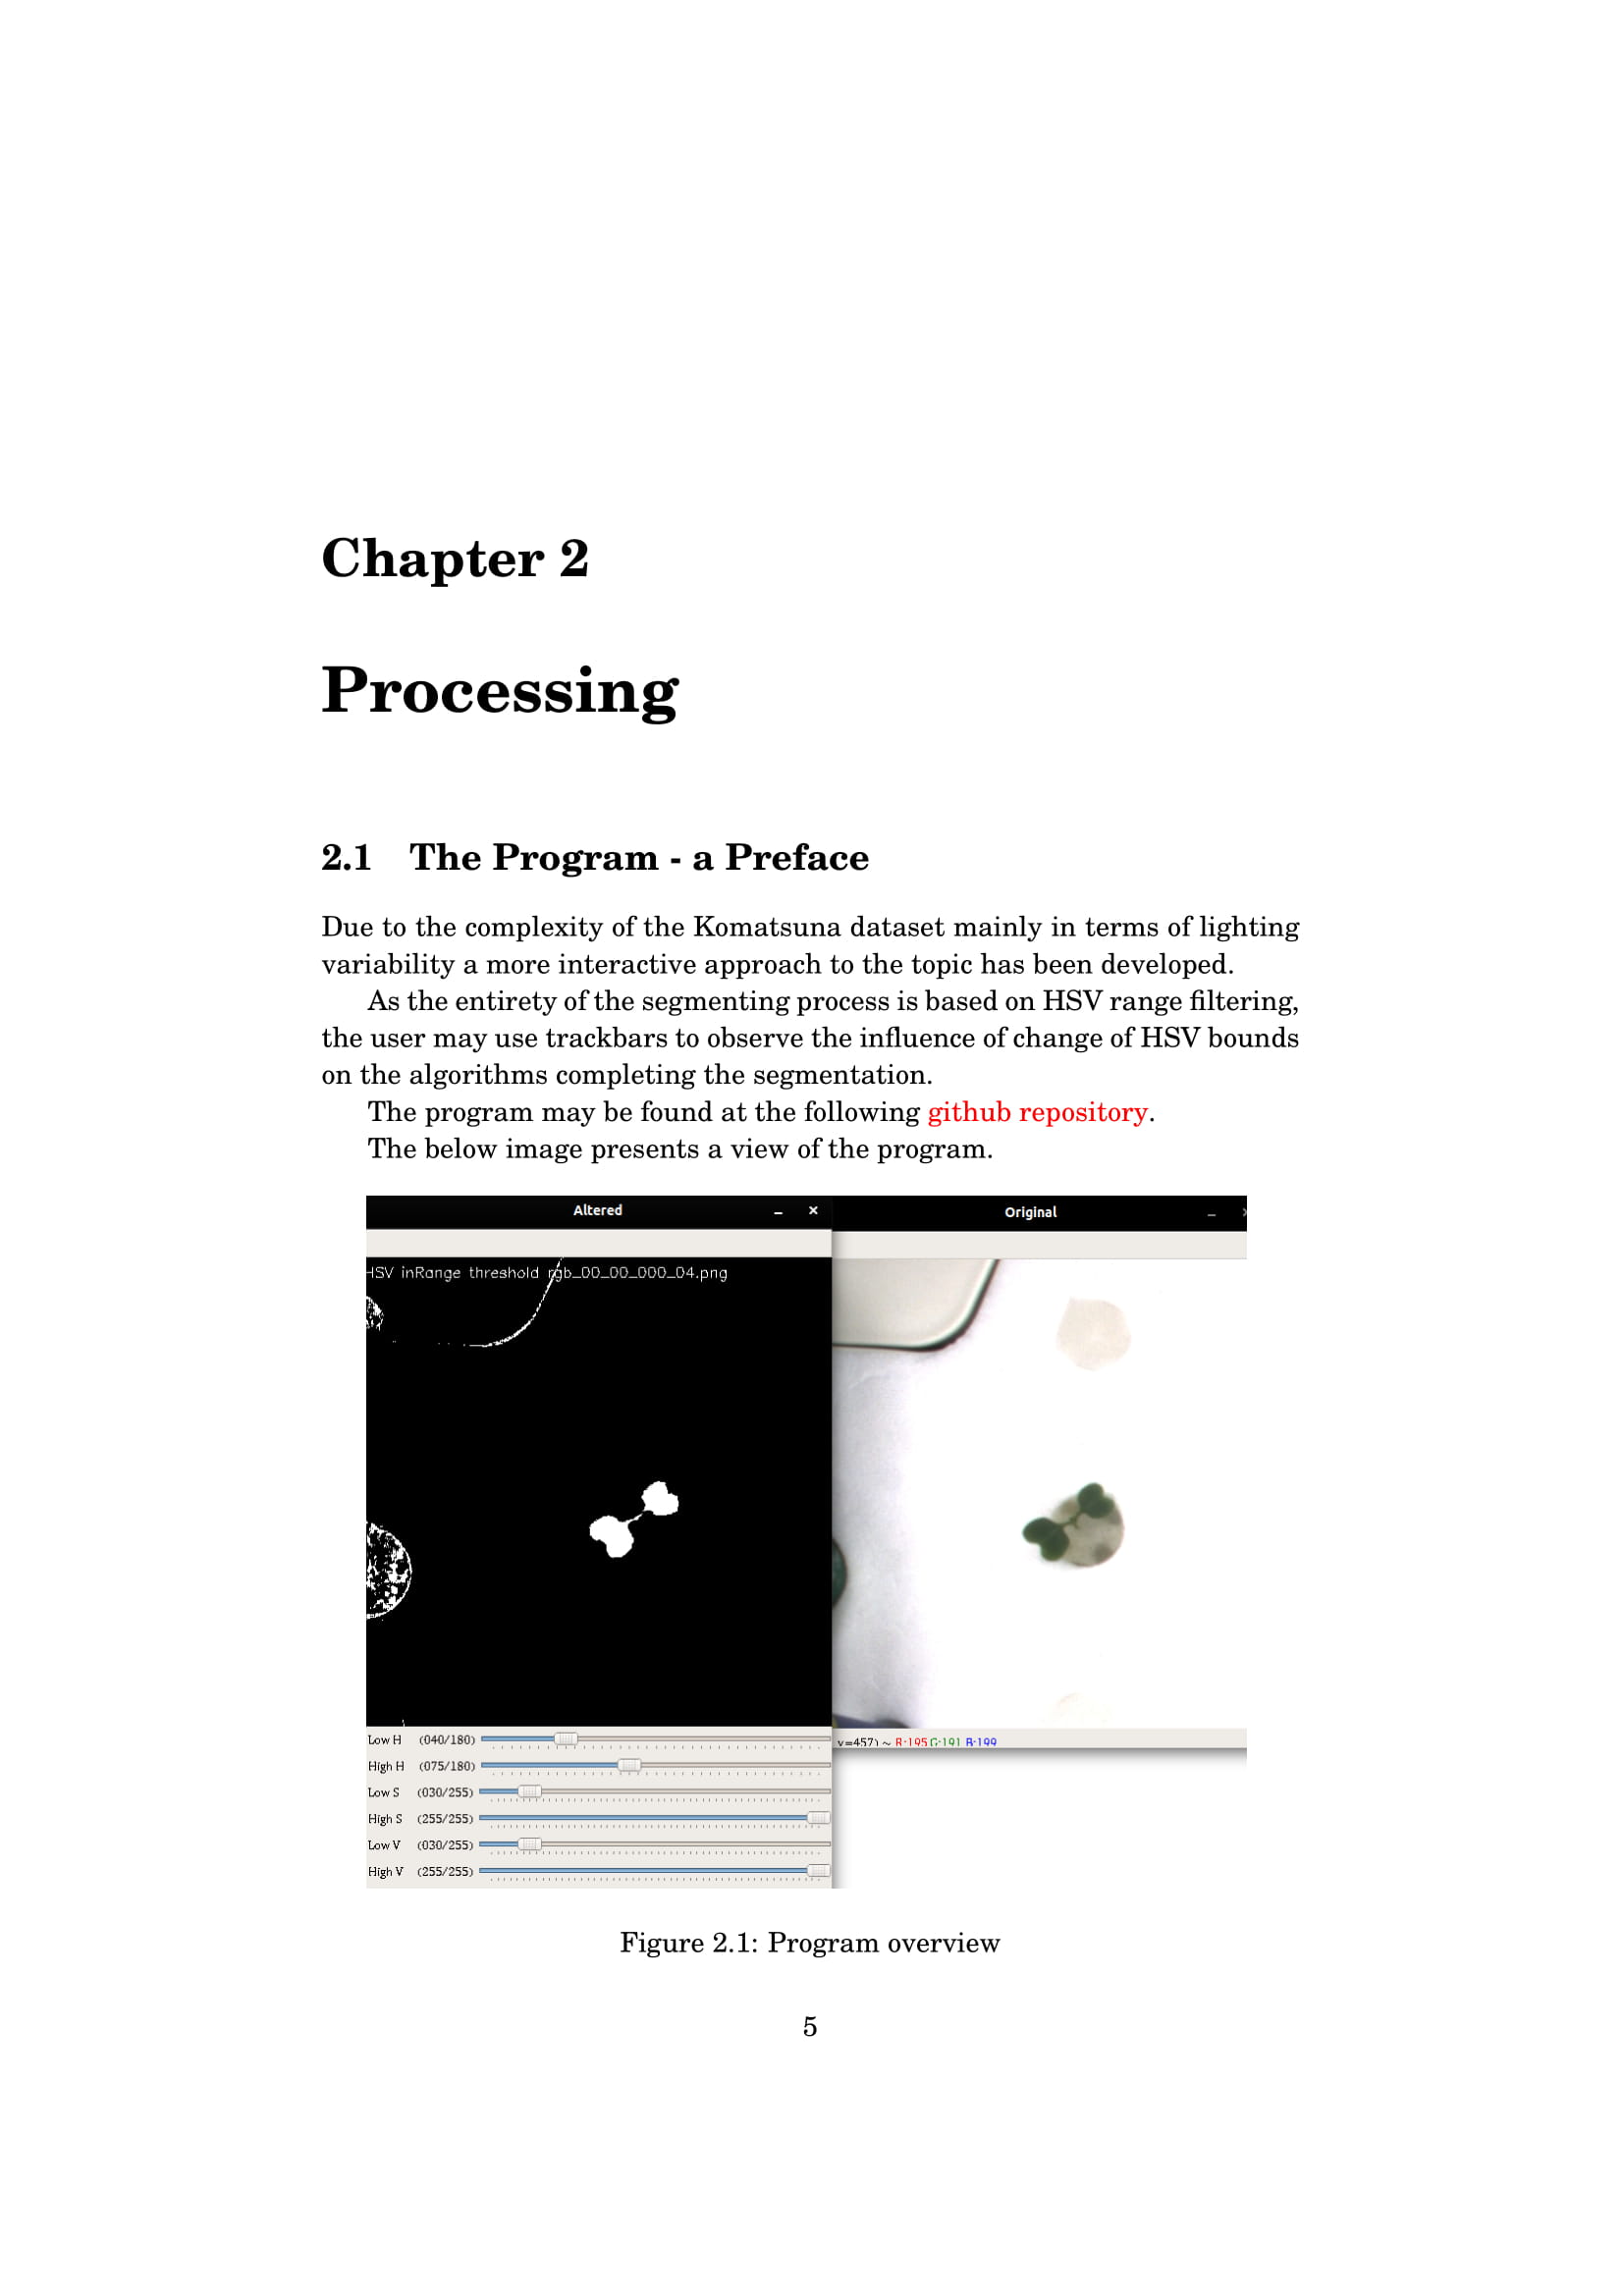 Chapter 2
Processing
2.1 The Program - a Preface
Due to the complexity of the Komatsuna dataset mainly in terms of lighting
variability a more interactive approach to the topic has been developed.
As the entirety of the segmenting process is based on HSV range filtering,
the user may use trackbars to observe the influence of change of HSV bounds
on the algorithms completing the segmentation.
The program may be found at the following github repository.
The below image presents a view of the program.
Altered
Original
HSV inRange threshold rgb_00_00_000_04.png
y=457) ~ R:195 G:191 B:199
Low H (040/180)
High H (075/180)
Low S (030/255)
High S (255/255)
Low V (030/255)
High V (255/255)
Figure 2.1: Program overview
5